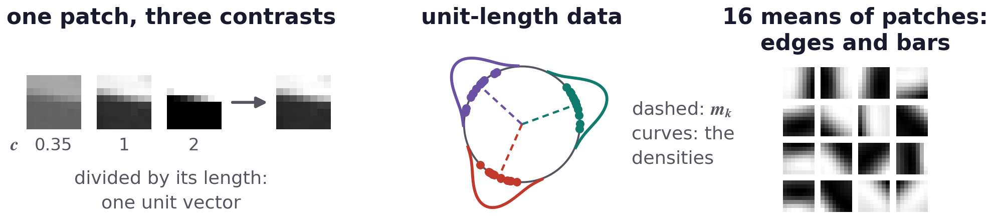 one patch, three contrasts
c 0.35 1 2
divided by its length:
one unit vector
unit-length data
dashed: m_k
curves: the
densities
16 means of patches:
edges and bars